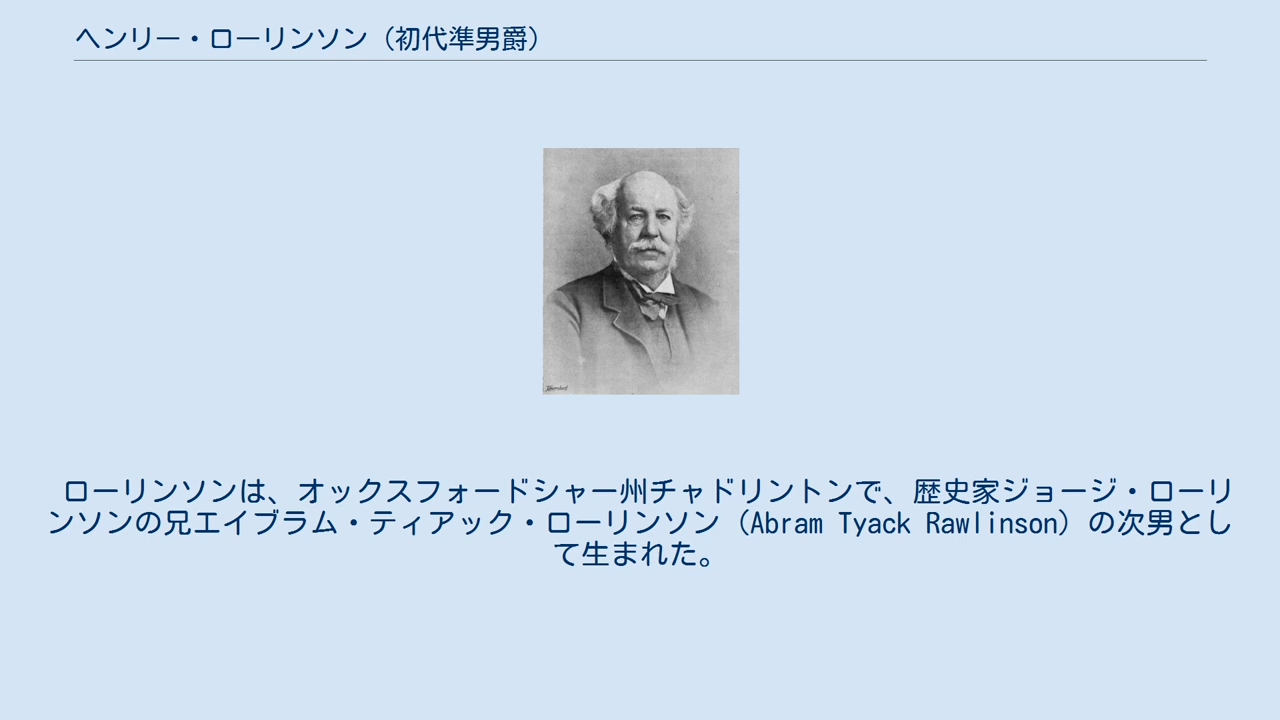 ヘンリー・ローリンソン（初代準男爵）
ローリンソンは、オックスフォードシャー州チャドリントンで、歴史家ジョージ・ローリ
ンソンの兄エイブラム・ティアック・ローリンソン（Abram Tyack Rawlinson）の次男とし
て生まれた。